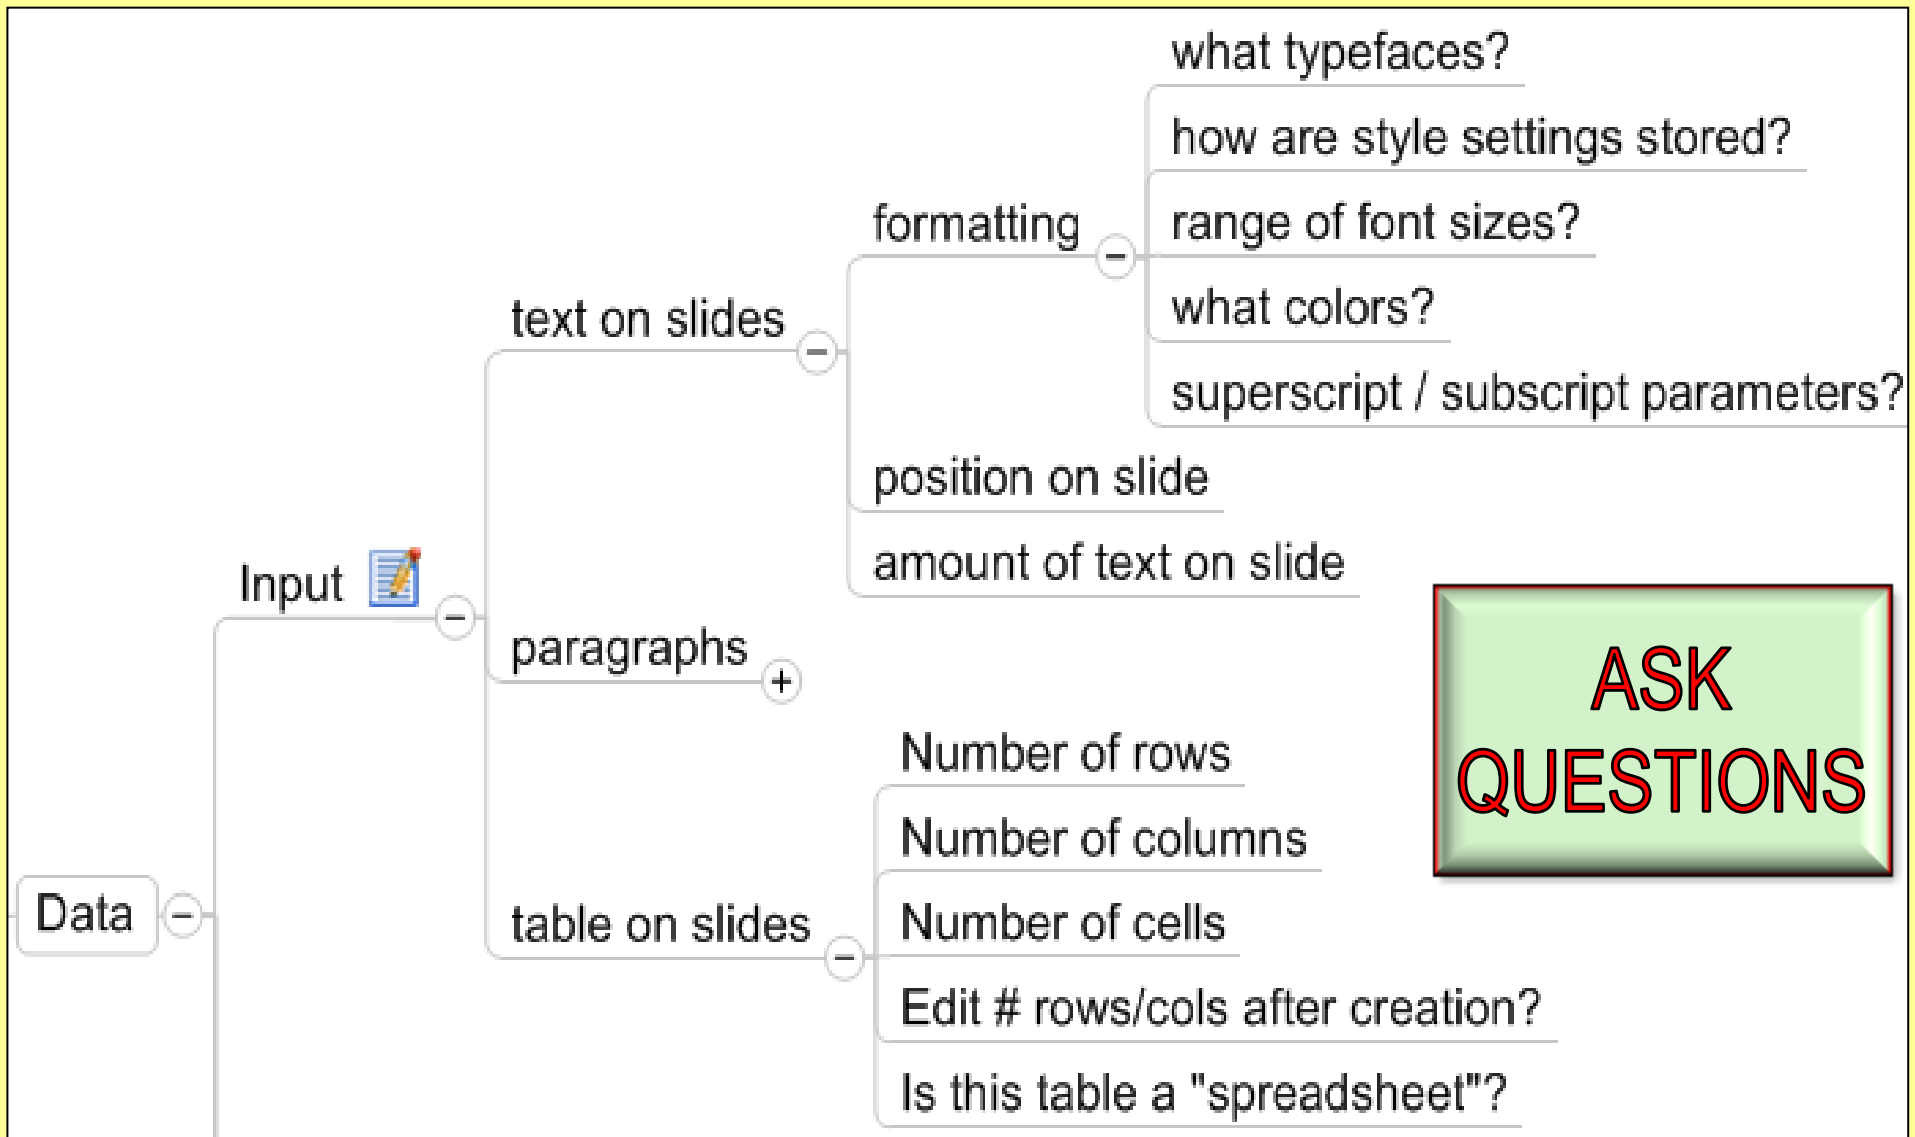 what typefaces?
how are style settings stored?
formatting
range of font sizes?
text on slides
what colors?
superscript / subscript parameters?
position on slide
amount of text on slide
Input
paragraphs
ASK
QUESTIONS
Number of rows
Number of columns
Data
table on slides
Number of cells
Edit # rows/cols after creation?
Is this table a "spreadsheet"?